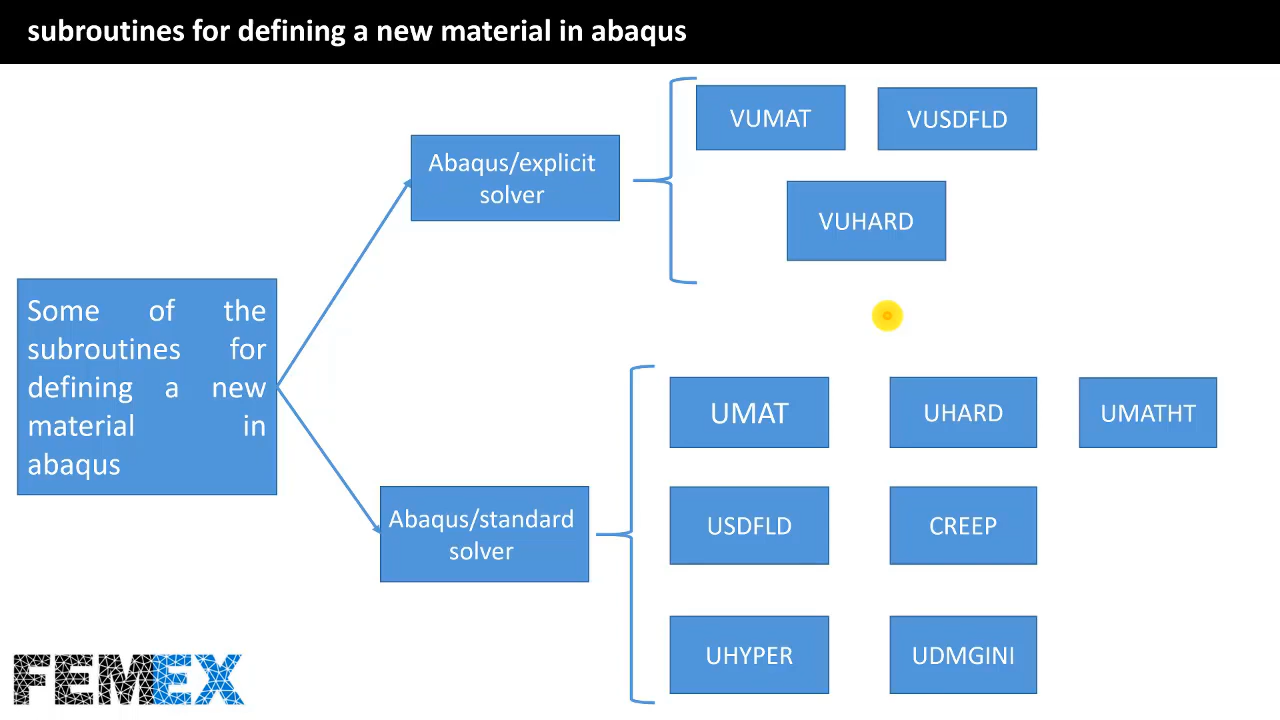 subroutines for defining a new material in abaqus
VUMAT
VUSDFLD
Abaqus/explicit
solver
VUHARD
Some of the
subroutines for
defining a new
material in
abaqus
UMAT
UHARD
UMATHT
Abaqus/standard
solver
USDFLD
CREEP
UHYPER
UDMGINI
FEMEX